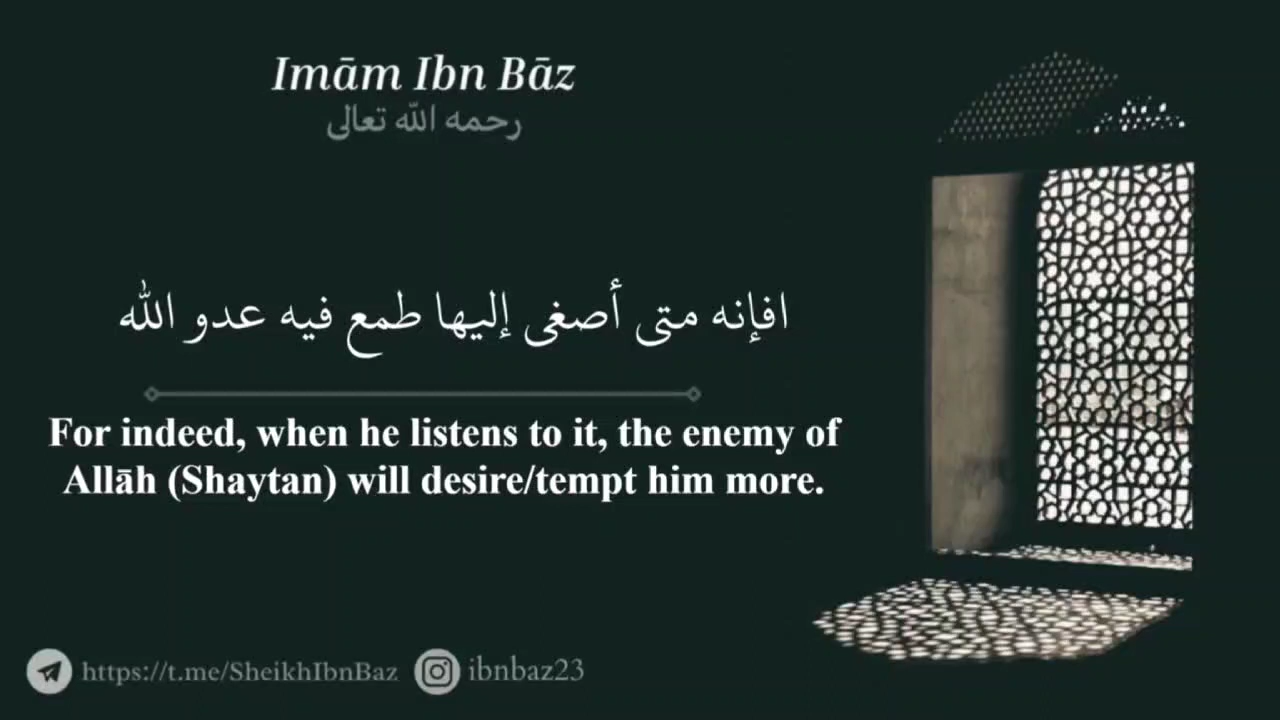 Imām Ibn Bāz
رحمه الله تعالى
افإنه متى أصغى إليها طمع فيه عدو الله
For indeed, when he listens to it, the enemy of
Allāh (Shaytan) will desire/tempt him more.
https://t.me/SheikhIbnBaz ibnbaz23